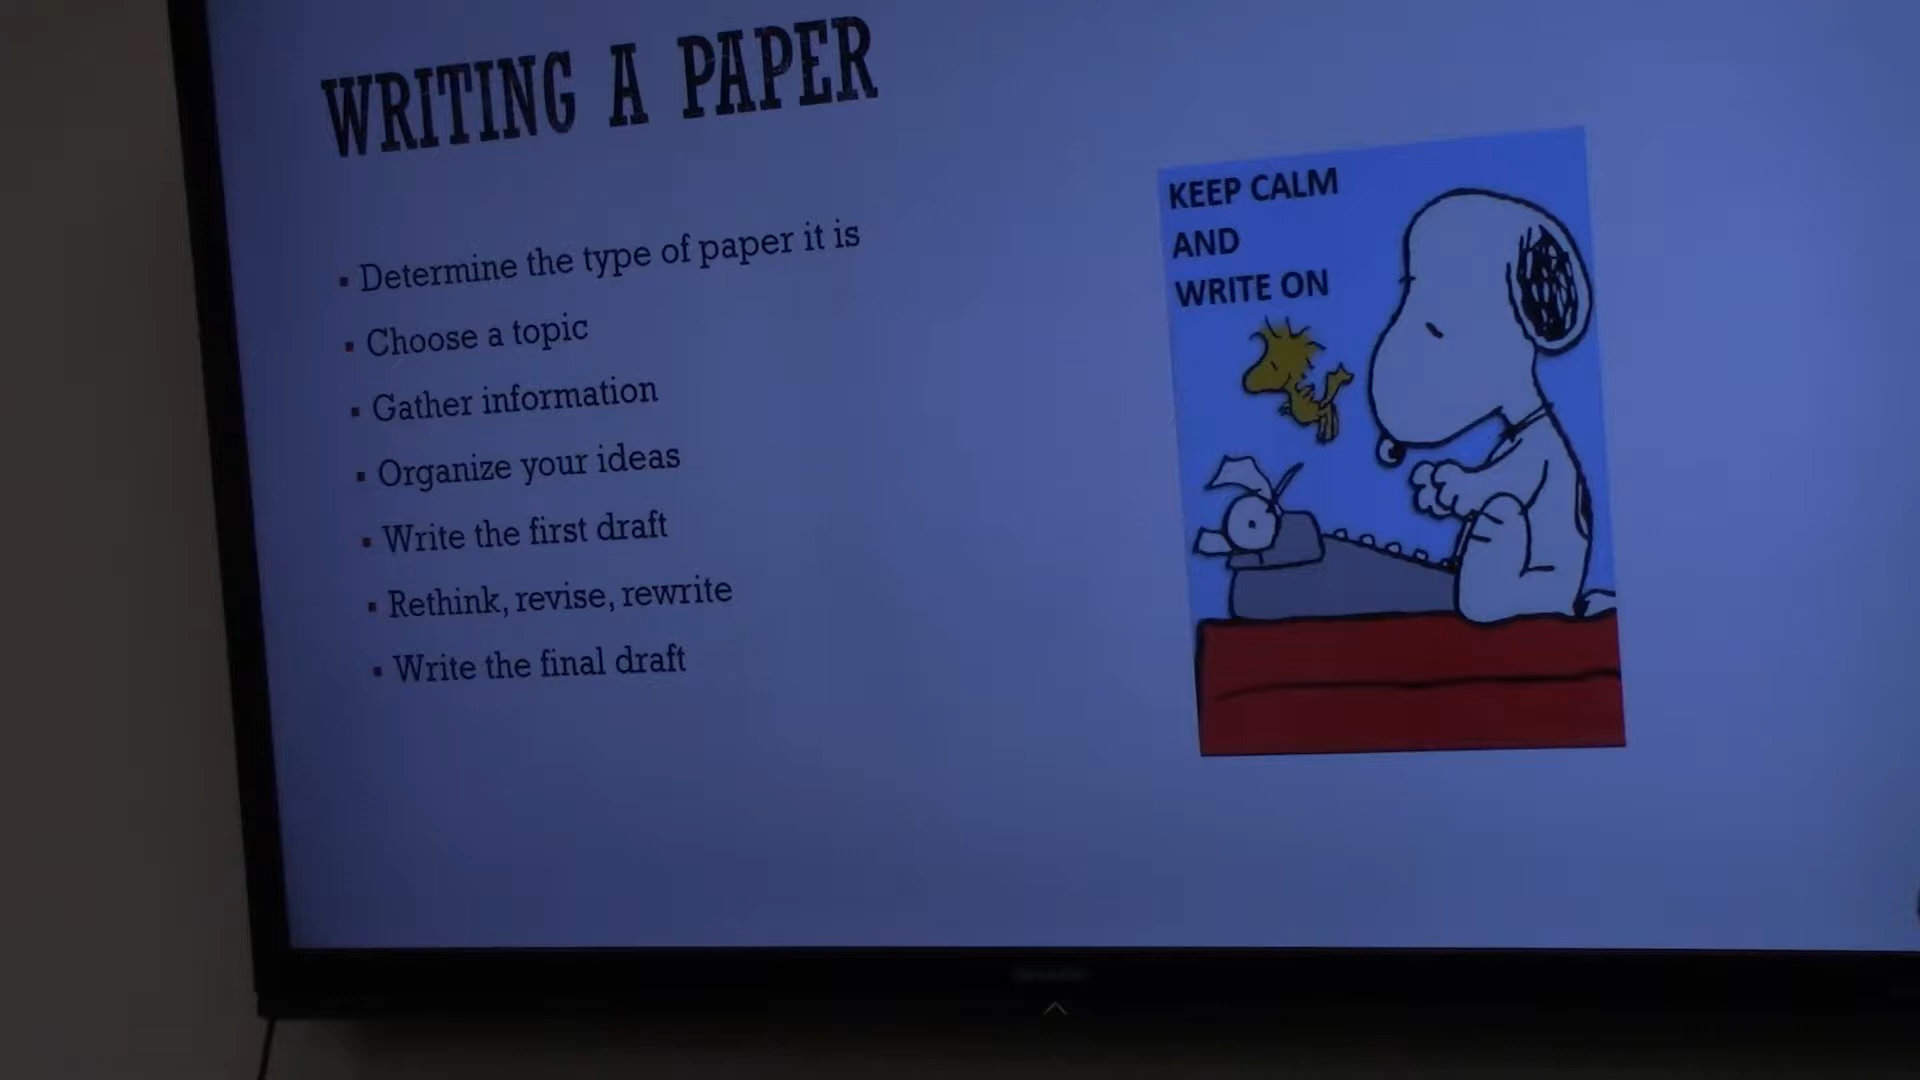 WRITING A PAPER
Determine the type of paper it is
Choose a topic
Gather information
Organize your ideas
Write the first draft
Rethink, revise, rewrite
Write the final draft
KEEP CALM
AND
WRITE ON